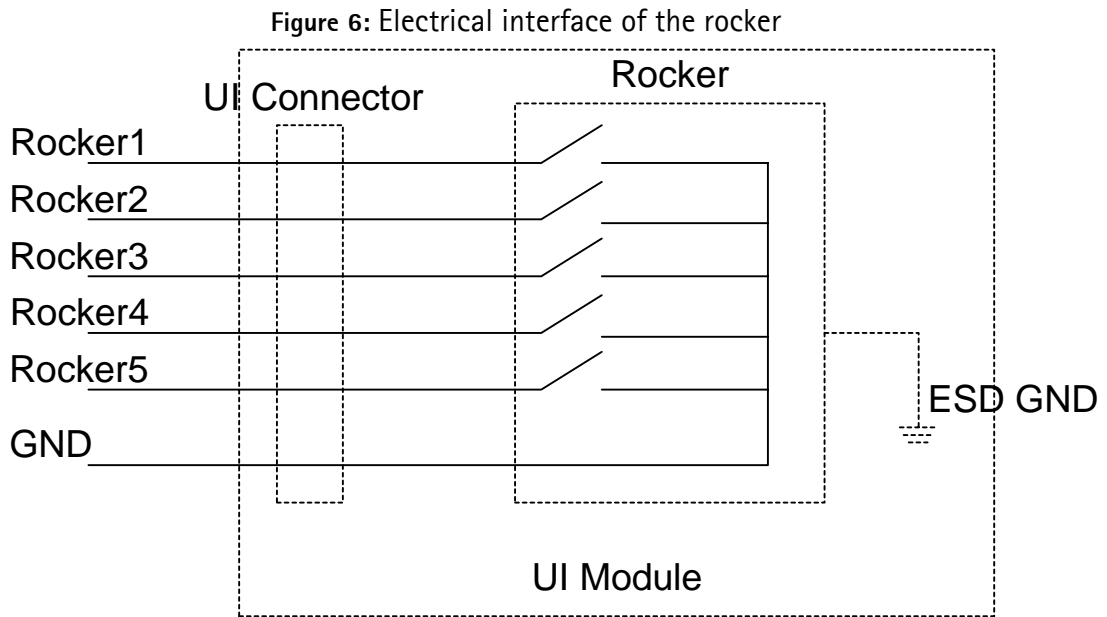 Figure 6: Electrical interface of the rocker
Rocker
UI Connector
Rocker1
Rocker2
Rocker3
Rocker4
Rocker5
ESD GND
GND
UI Module